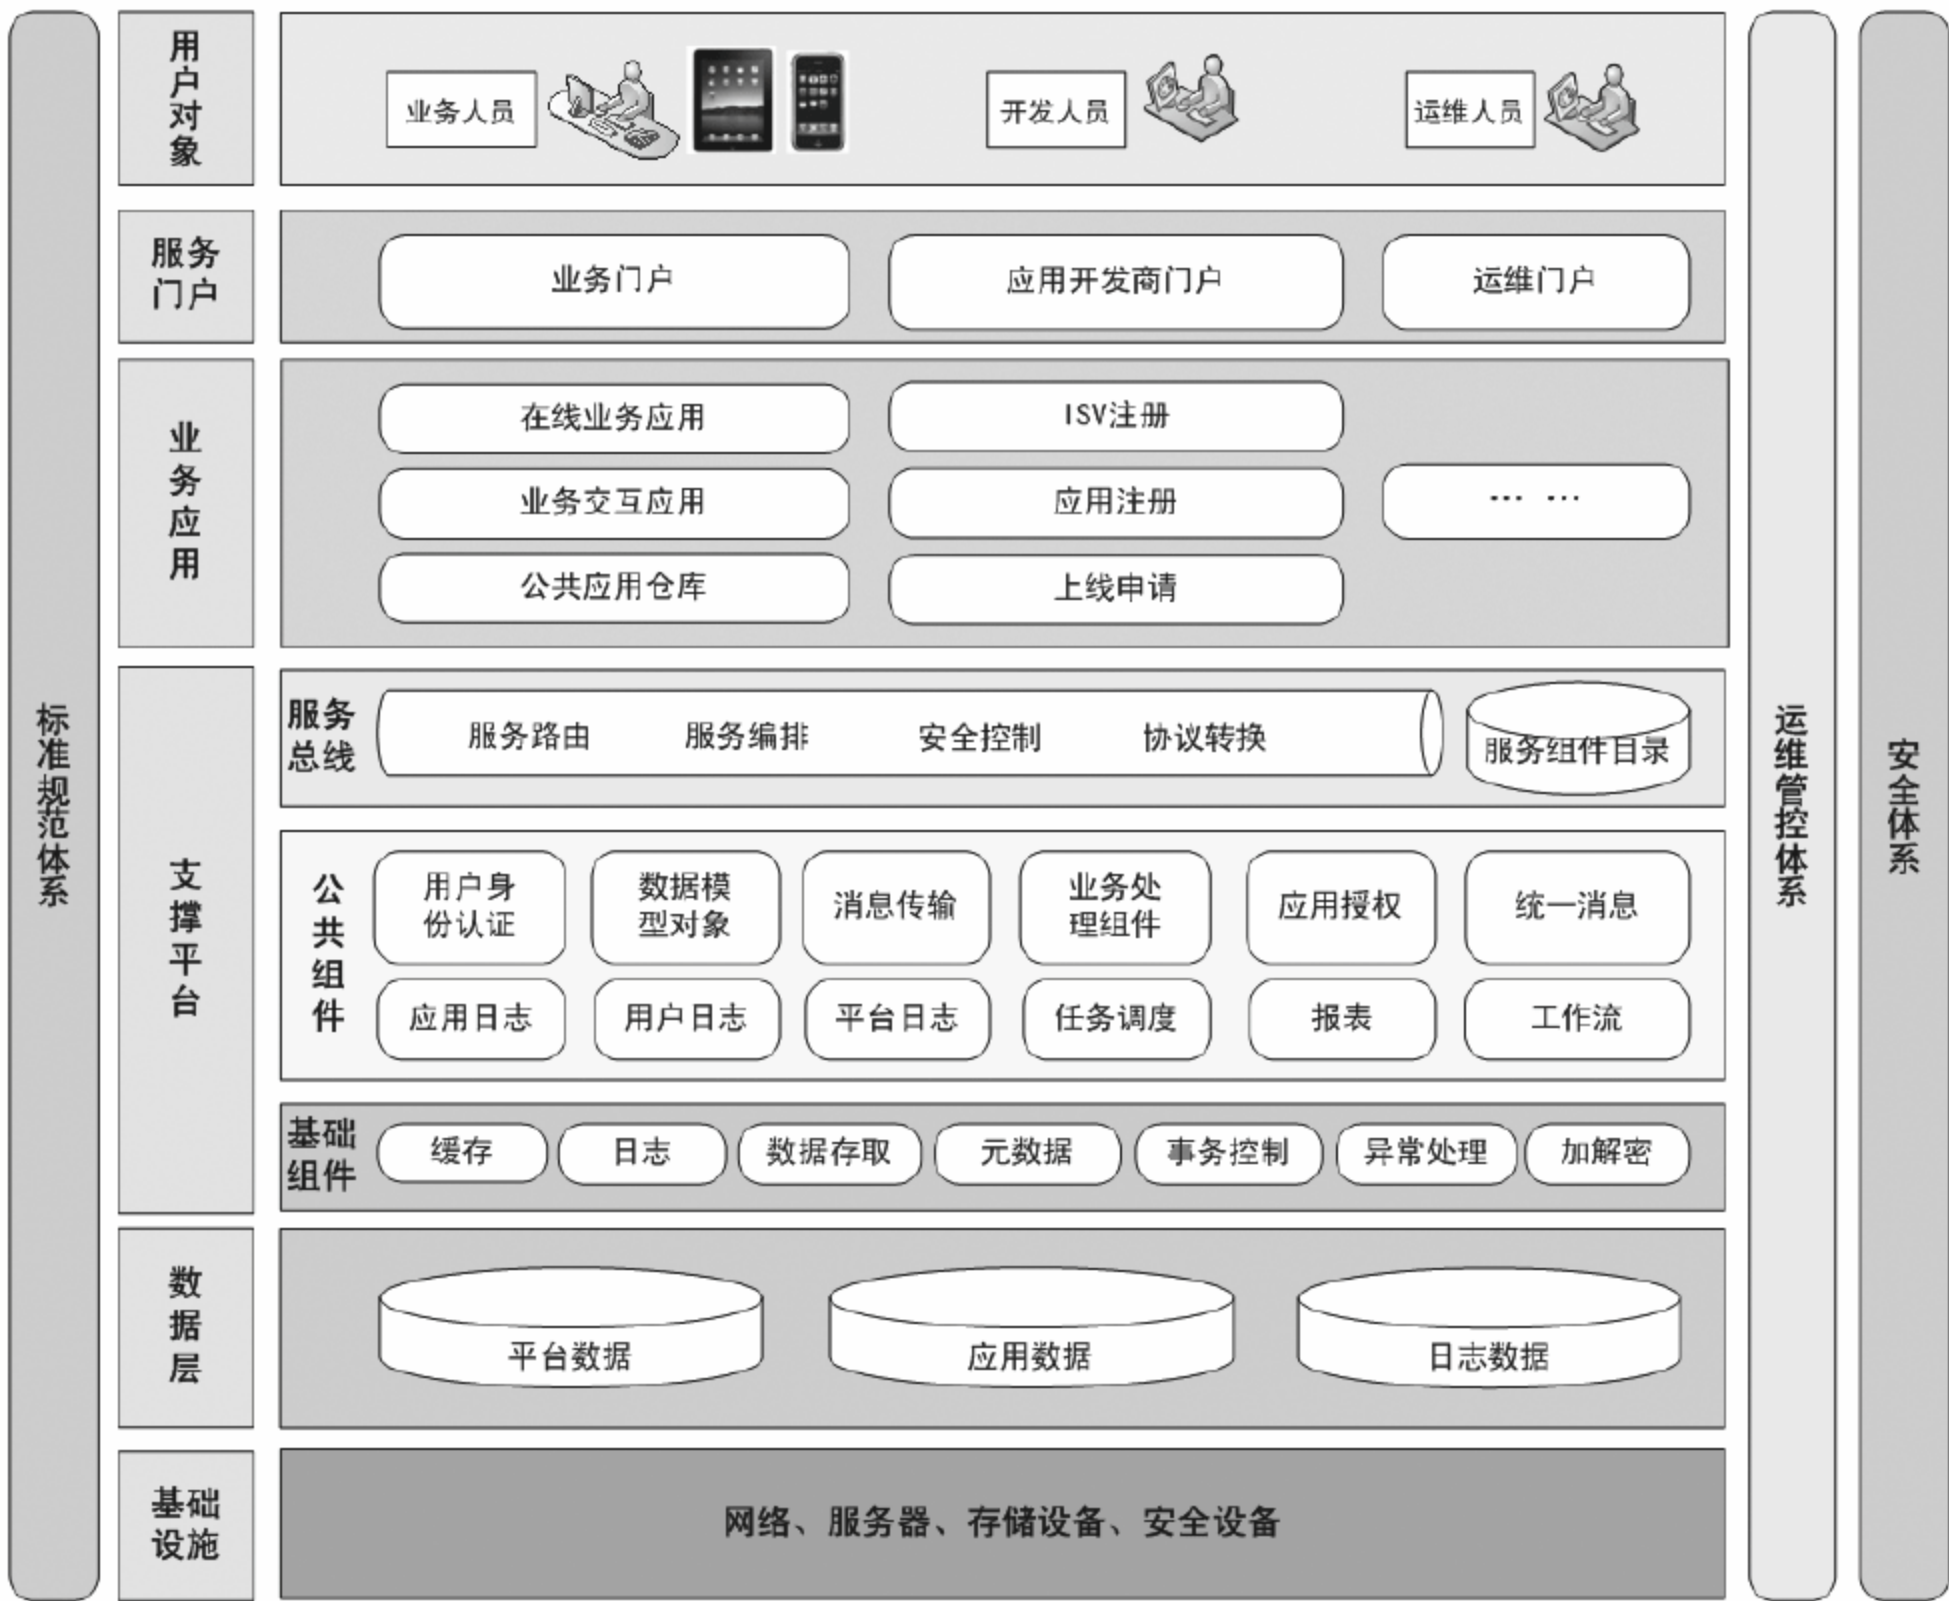 标准规范体系
用户对象
业务人员
开发人员
运维人员
服务
门户
业务门户
应用开发商门户
运维门户
业务应用
在线业务应用
ISV注册
业务交互应用
应用注册
… …
公共应用仓库
上线申请
支撑平台
服务
总线
服务路由
服务编排
安全控制
协议转换
服务组件目录
公共组件
用户身
份认证
数据模
型对象
消息传输
业务处
理组件
应用授权
统一消息
应用日志
用户日志
平台日志
任务调度
报表
工作流
基础
组件
缓存
日志
数据存取
元数据
事务控制
异常处理
加解密
数据层
平台数据
应用数据
日志数据
基础
设施
网络、服务器、存储设备、安全设备
运维管控体系
安全体系